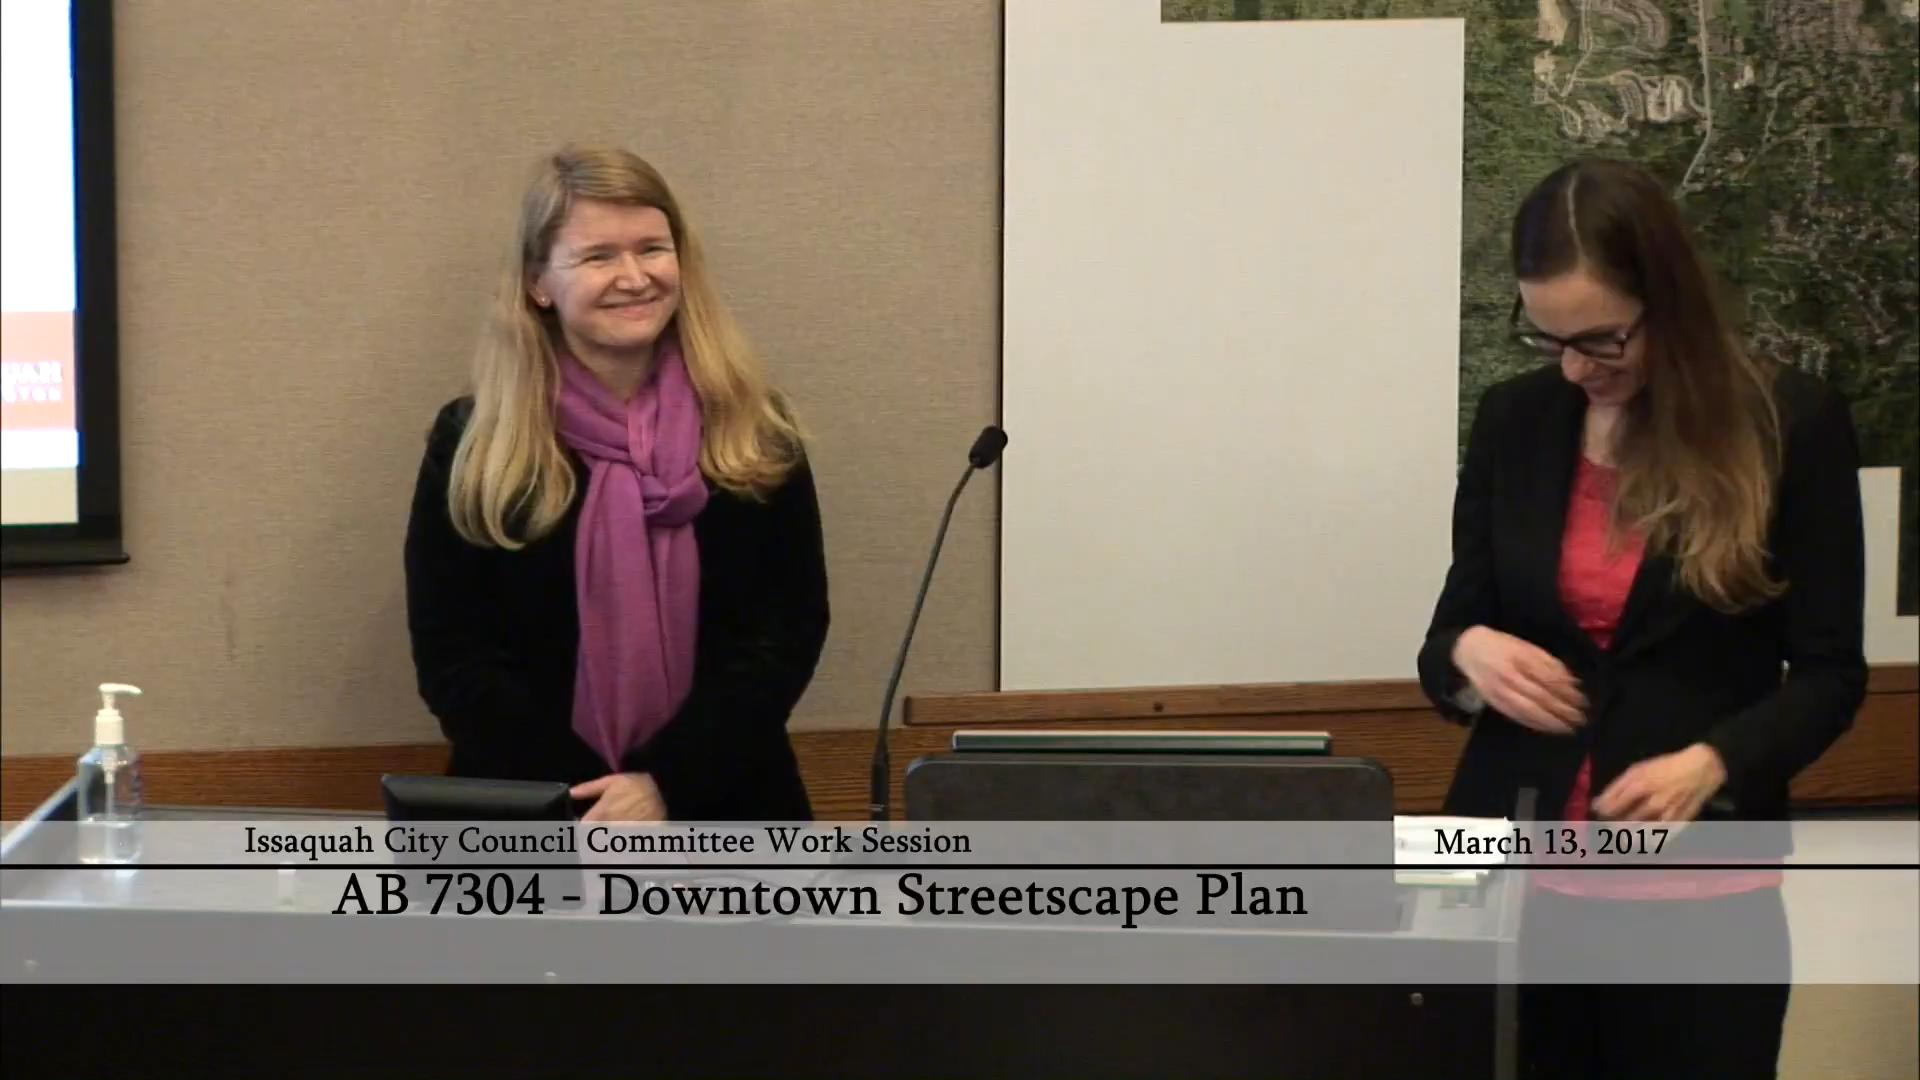 Issaquah City Council Committee Work Session
March 13, 2017
AB 7304 - Downtown Streetscape Plan